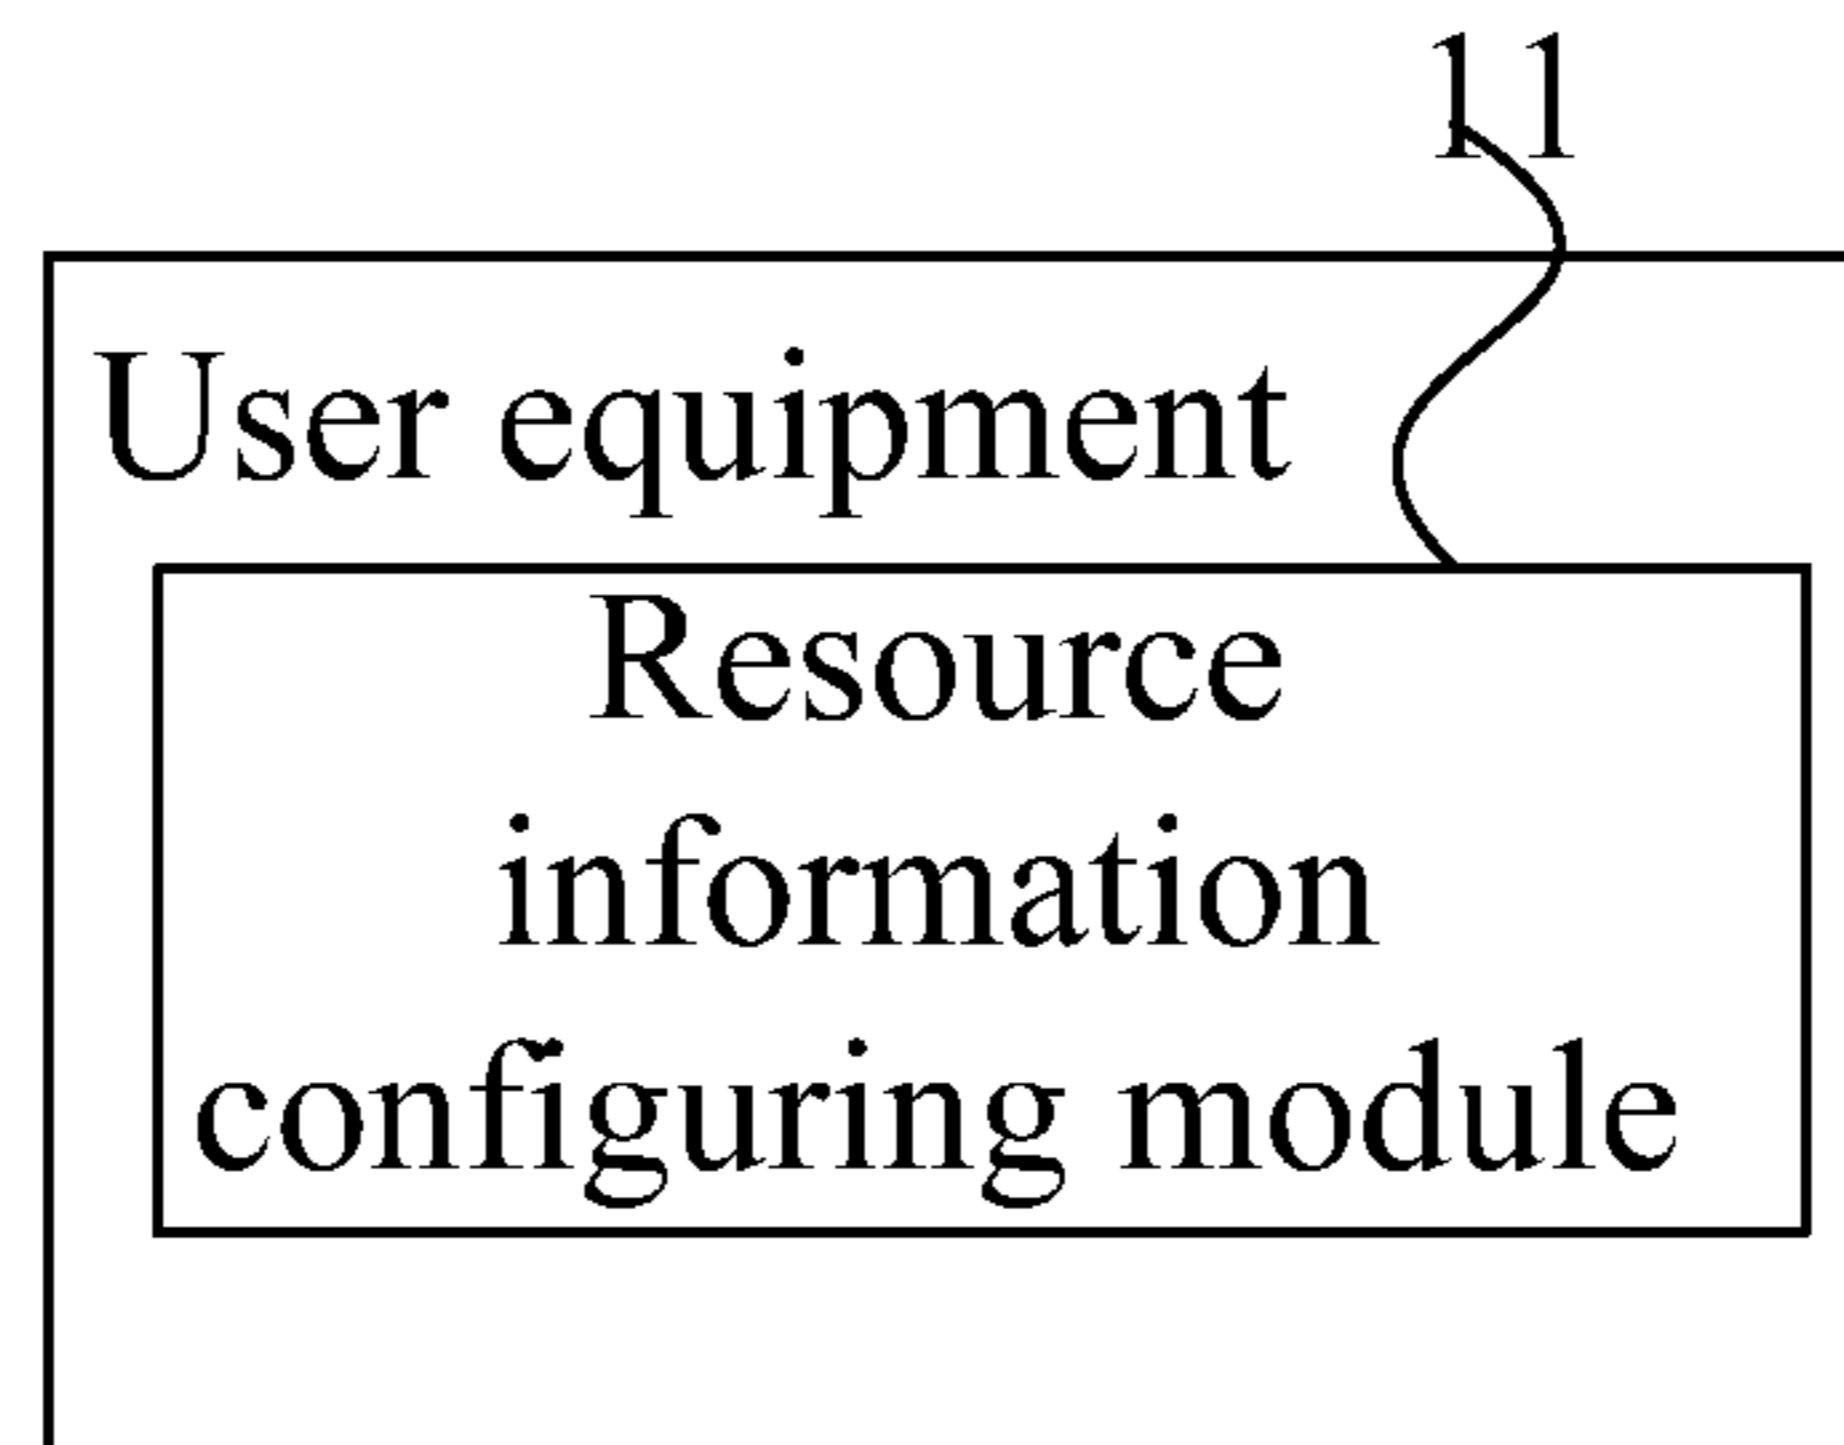 11
User equipment
Resource
information
configuring module